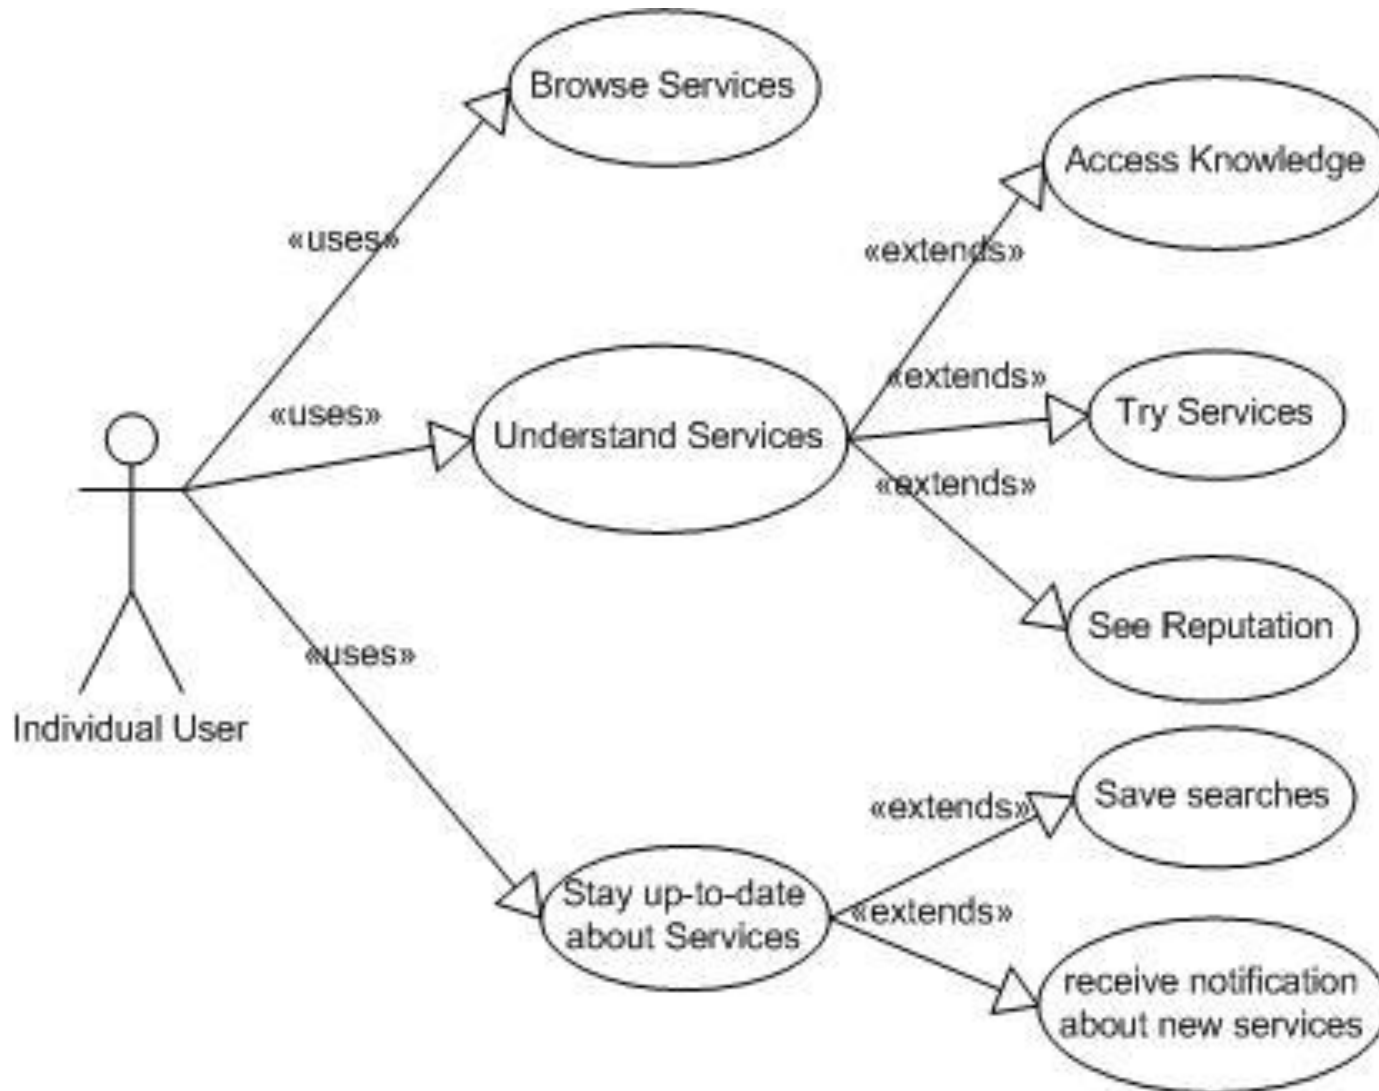 Browse Services
Access Knowledge
«uses»
«extends»
«extends»
Try Services
«uses»
Understand Services
«extends»
See Reputation
«uses»
Individual User
Save searches
«extends»
Stay up-to-date
about Services
«extends»
receive notification
about new services